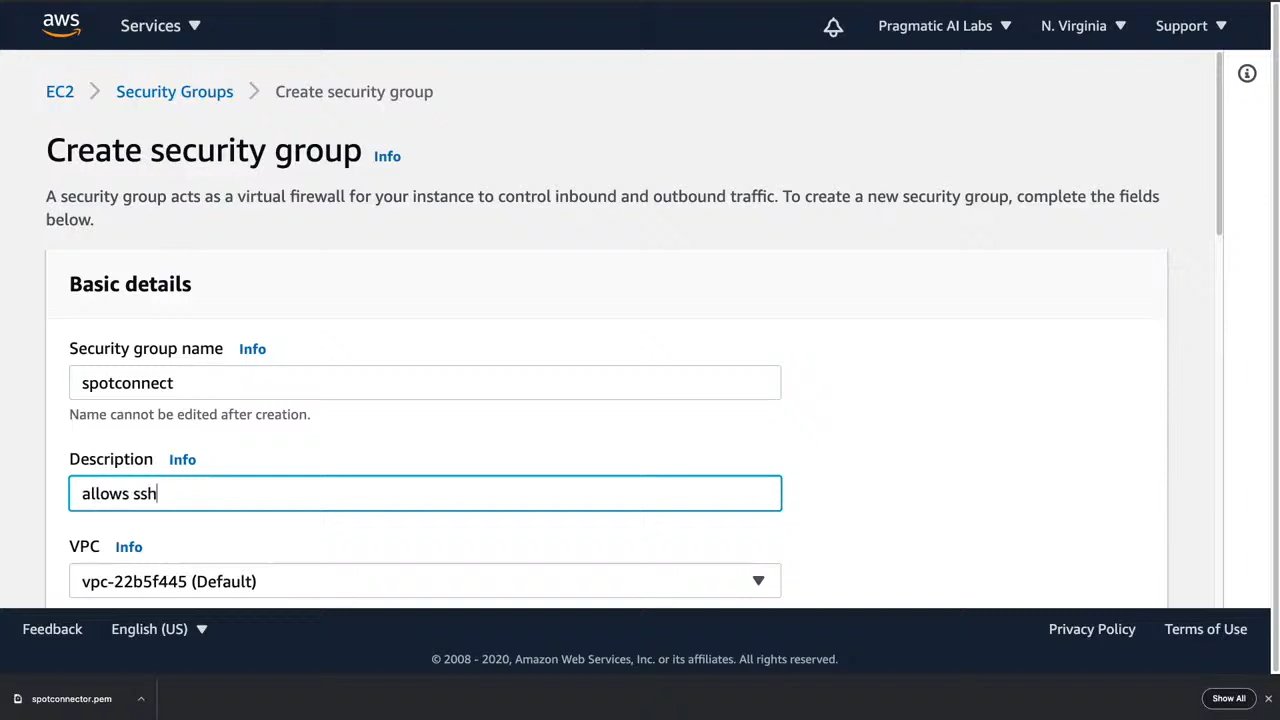 aws
Services
Pragmatic AI Labs
N. Virginia
Support
EC2
Security Groups
Create security group
Create security group Info
A security group acts as a virtual firewall for your instance to control inbound and outbound traffic. To create a new security group, complete the fields
below.
Basic details
Security group name Info
spotconnect
Name cannot be edited after creation.
Description Info
allows ssh
VPC Info
vpc-22b5f445 (Default)
Feedback
English (US)
Privacy Policy
Terms of Use
© 2008 - 2020, Amazon Web Services, Inc. or its affiliates. All rights reserved.
spotconnector.pem
Show All